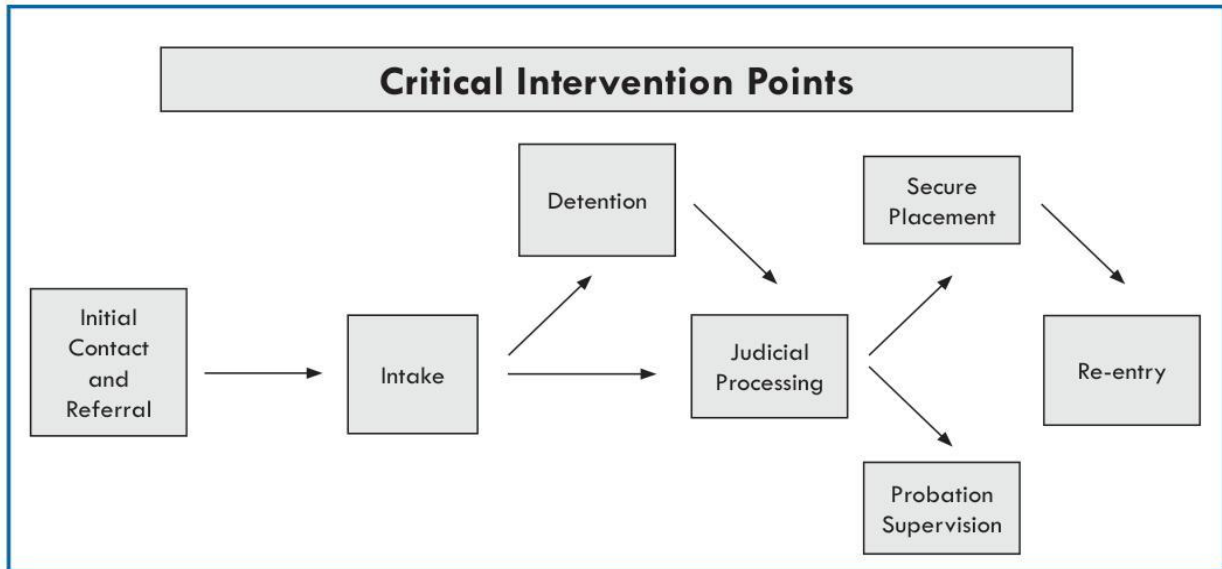 Critical Intervention Points
Detention
Secure
Placement
Initial
Contact
and
Referral
Intake
Judicial
Processing
Re-entry
Probation
Supervision